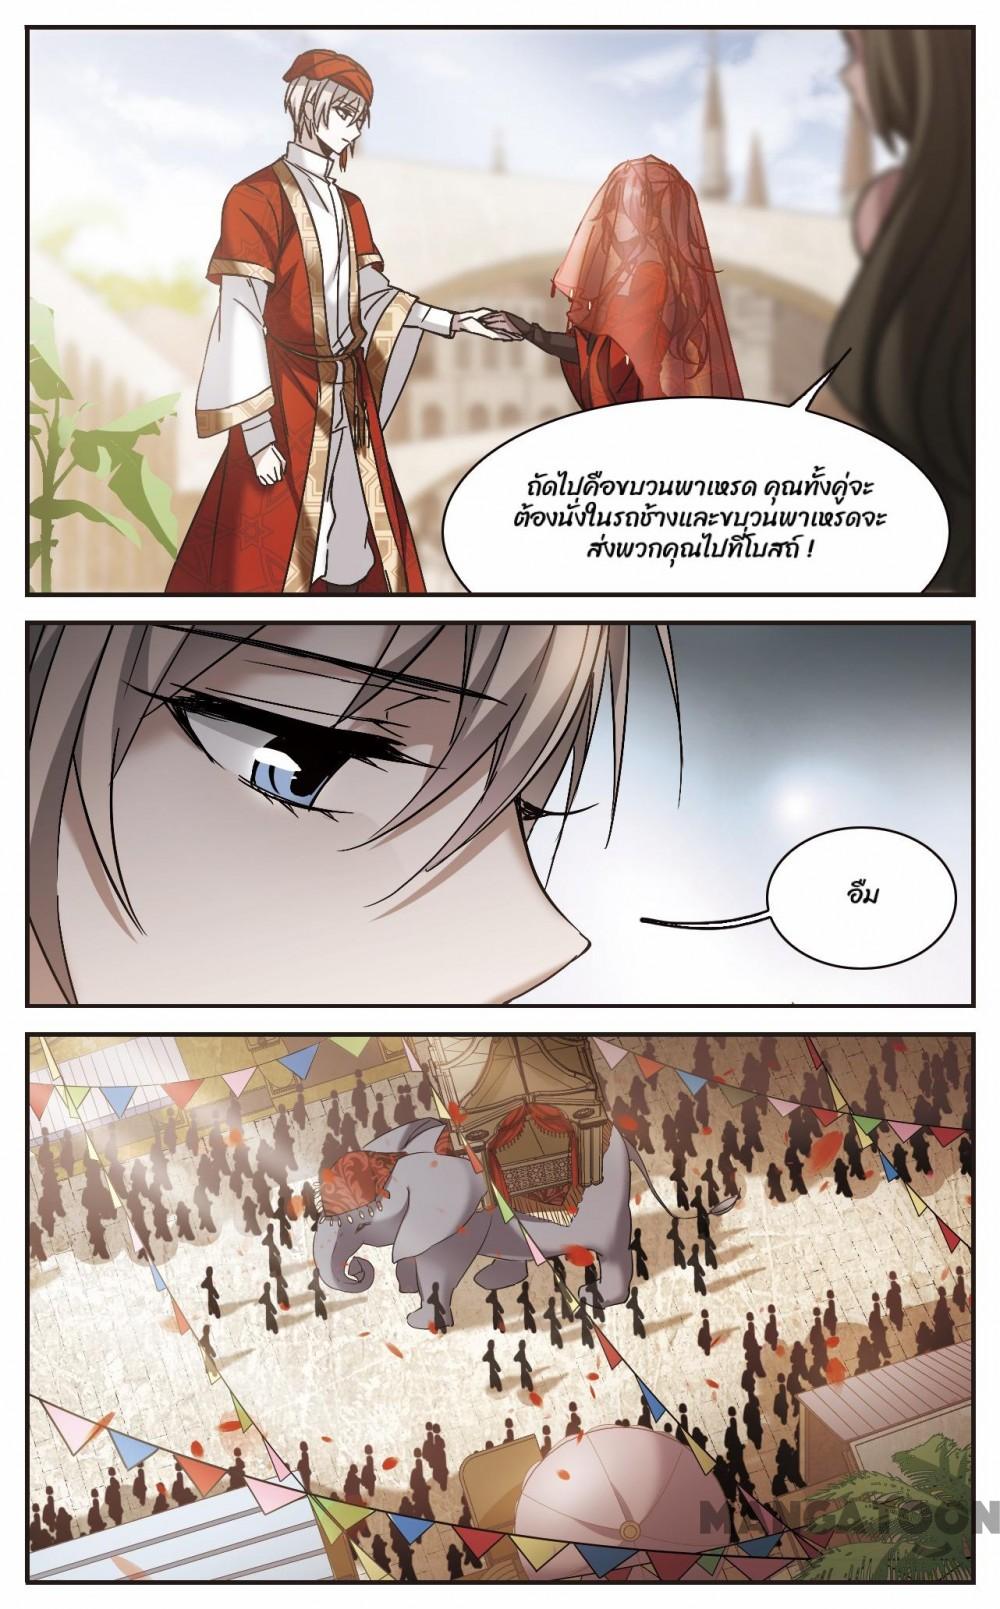 ถัดไปคือขบวนพาเหรด คุณทั้งคู่จะ
ต้องนั่งในรถช้างและขบวนพาเหรดจะ
ส่งพวกคุณไปที่โบสถ์ !
อืม
MANGATOON